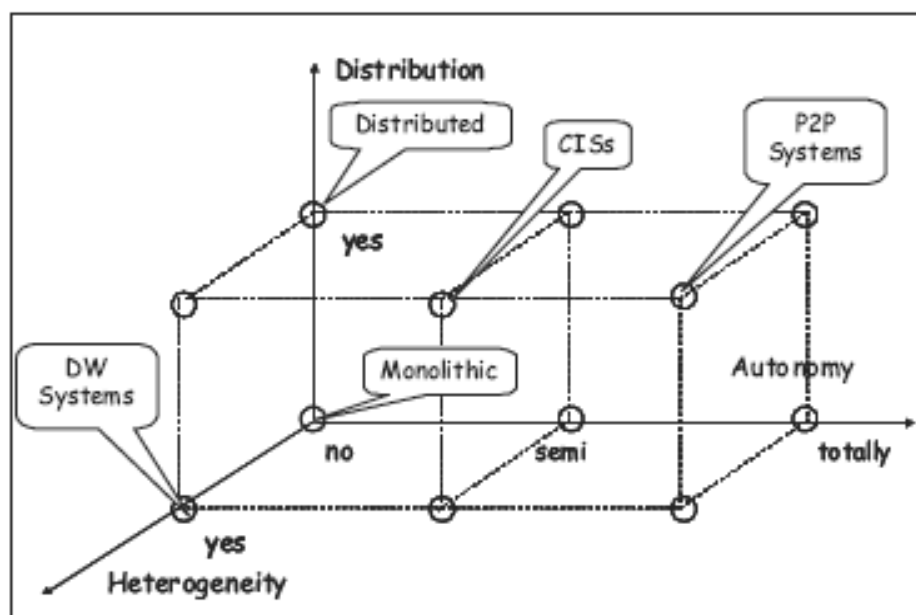 Distribution
Distributed
CISs
P2P
Systems
yes
DW
Systems
Monolithic
Autonomy
no
semi
totally
yes
Heterogeneity